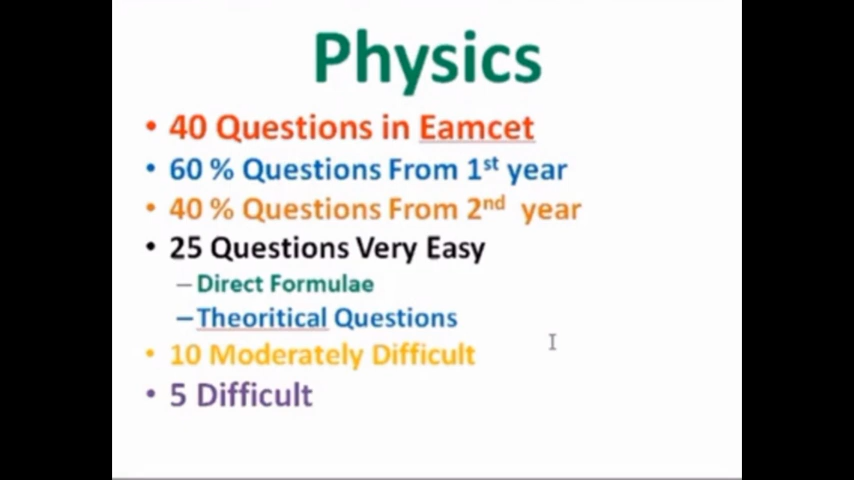 Physics
• 40 Questions in Eamcet
• 60 % Questions From 1st year
• 40 % Questions From 2nd year
• 25 Questions Very Easy
– Direct Formulae
– Theoritical Questions
• 10 Moderately Difficult
• 5 Difficult